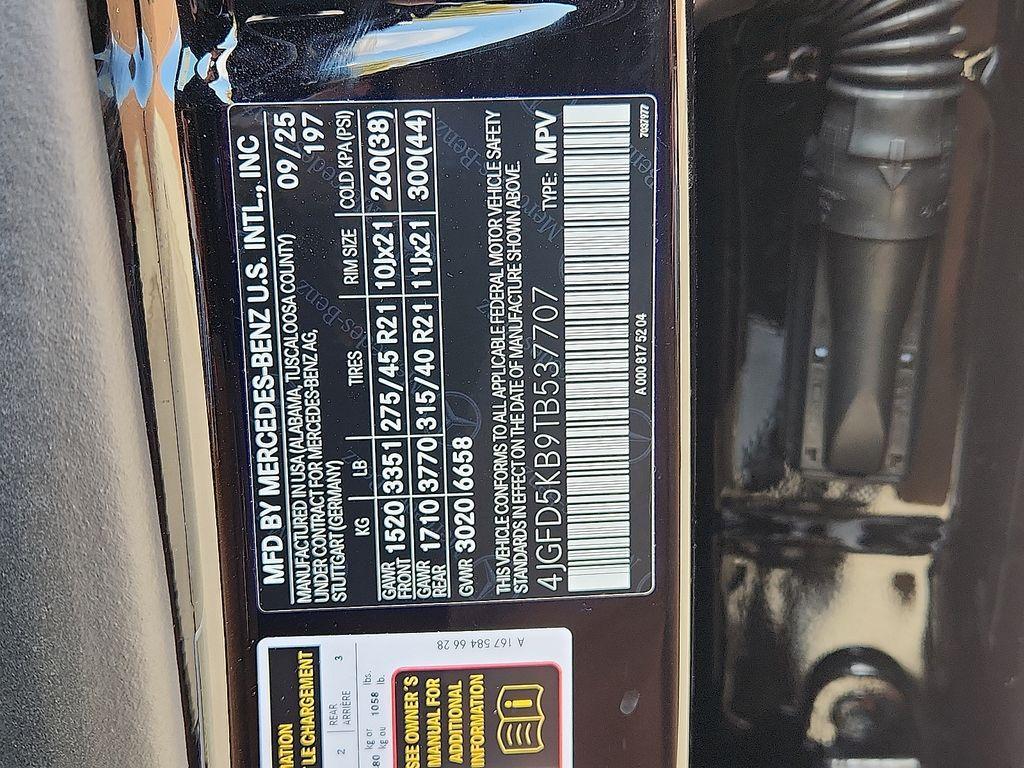 MFD BY MERCEDES-BENZ U.S. INTL., INC
MANUFACTURED IN USA (ALABAMA, TUSCALOOSA COUNTY) 09/25
UNDER CONTRACT FOR MERCEDES-BENZ AG, 197
STUTTGART (GERMANY)
KG LB TIRES RIM SIZE COLD KPA(PSI)
GAWR FRONT 1520 3351 275/45 R21 10Jx21 260(38)
GAWR REAR 1710 3770 315/40 R21 11Jx21 300(44)
GVWR 3020 6658
THIS VEHICLE CONFORMS TO ALL APPLICABLE FEDERAL MOTOR VEHICLE SAFETY
STANDARDS IN EFFECT ON THE DATE OF MANUFACTURE SHOWN ABOVE.
4JGFD5KB9TB537707 TYPE: MPV
A 000 817 52 04 7037977
MATION
LE CHARGEMENT
2 REAR 3
ARRIÈRE
80 kg or 1058 lbs.
kg ou lb.
SEE OWNER'S
MANUAL FOR
ADDITIONAL
INFORMATION
A 167 584 66 28